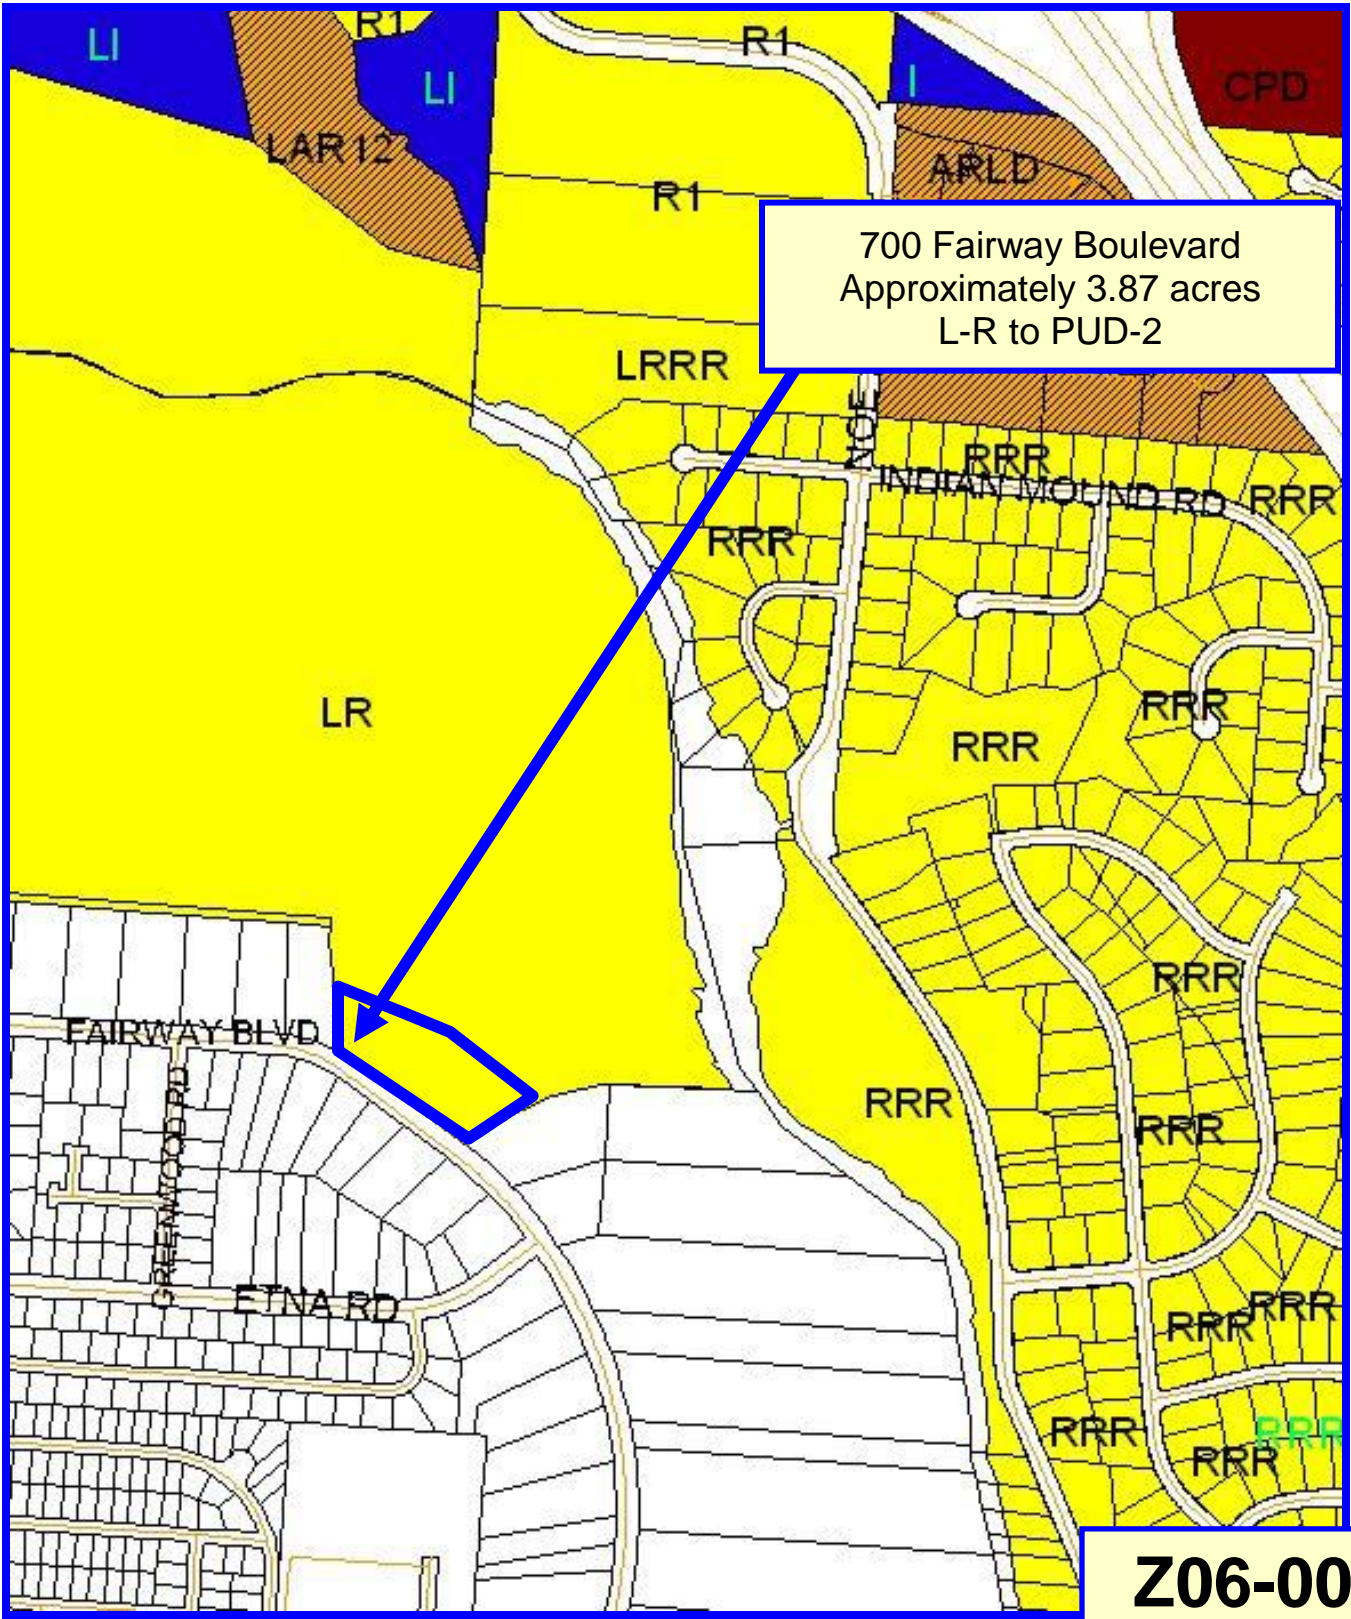 R1
LI
R1
LI
I
CPD
LAR12
ARLD
R1
700 Fairway Boulevard
Approximately 3.87 acres
L-R to PUD-2
LRRR
NOE
RRR
INDIAN MOUND RD
RRR
RRR
LR
RRR
RRR
RRR
FAIRWAY BLVD
GREENWOOD RD
RRR
RRR
ETNA RD
RRR
RRR
RRR
RRR
RRR
Z06-00